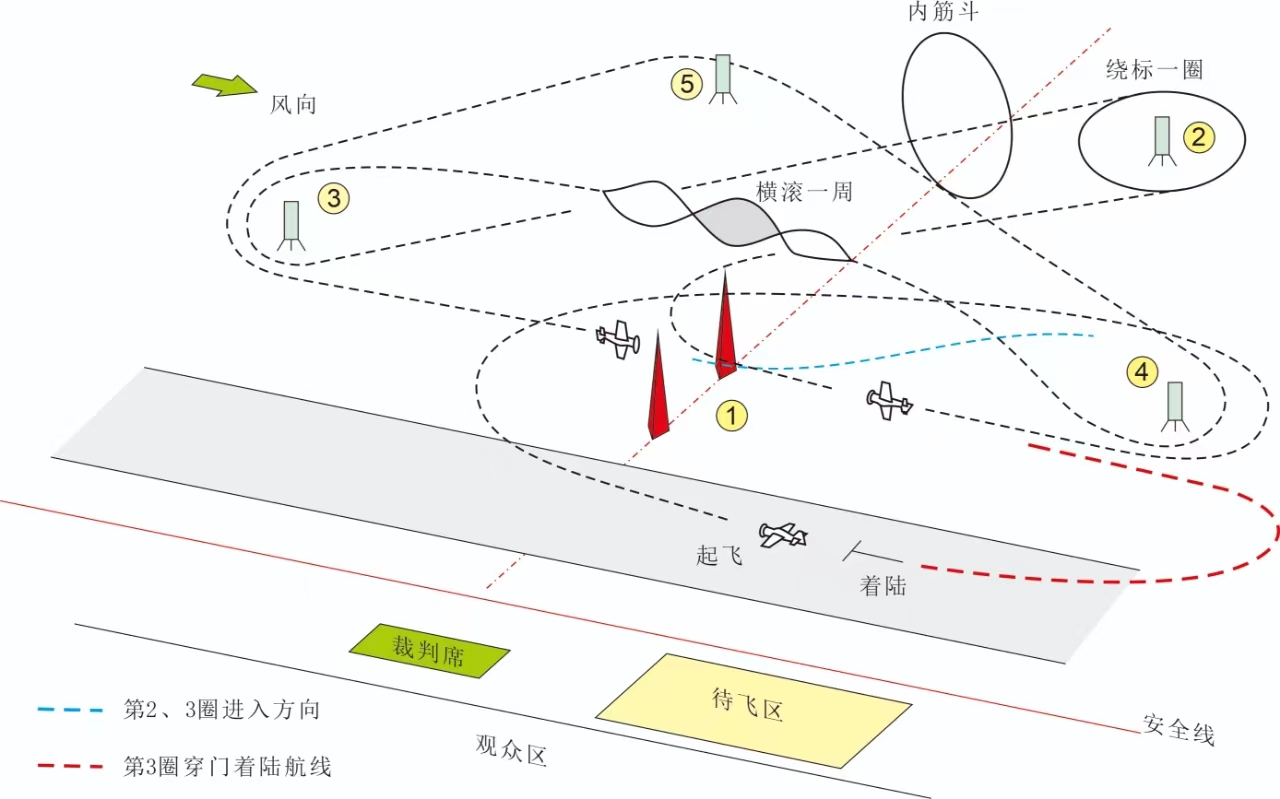 内筋斗
绕标一圈
风向
5
2
3
横滚一周
4
1
起飞
着陆
裁判席
待飞区
第2、3圈进入方向
安全线
观众区
第3圈穿门着陆航线